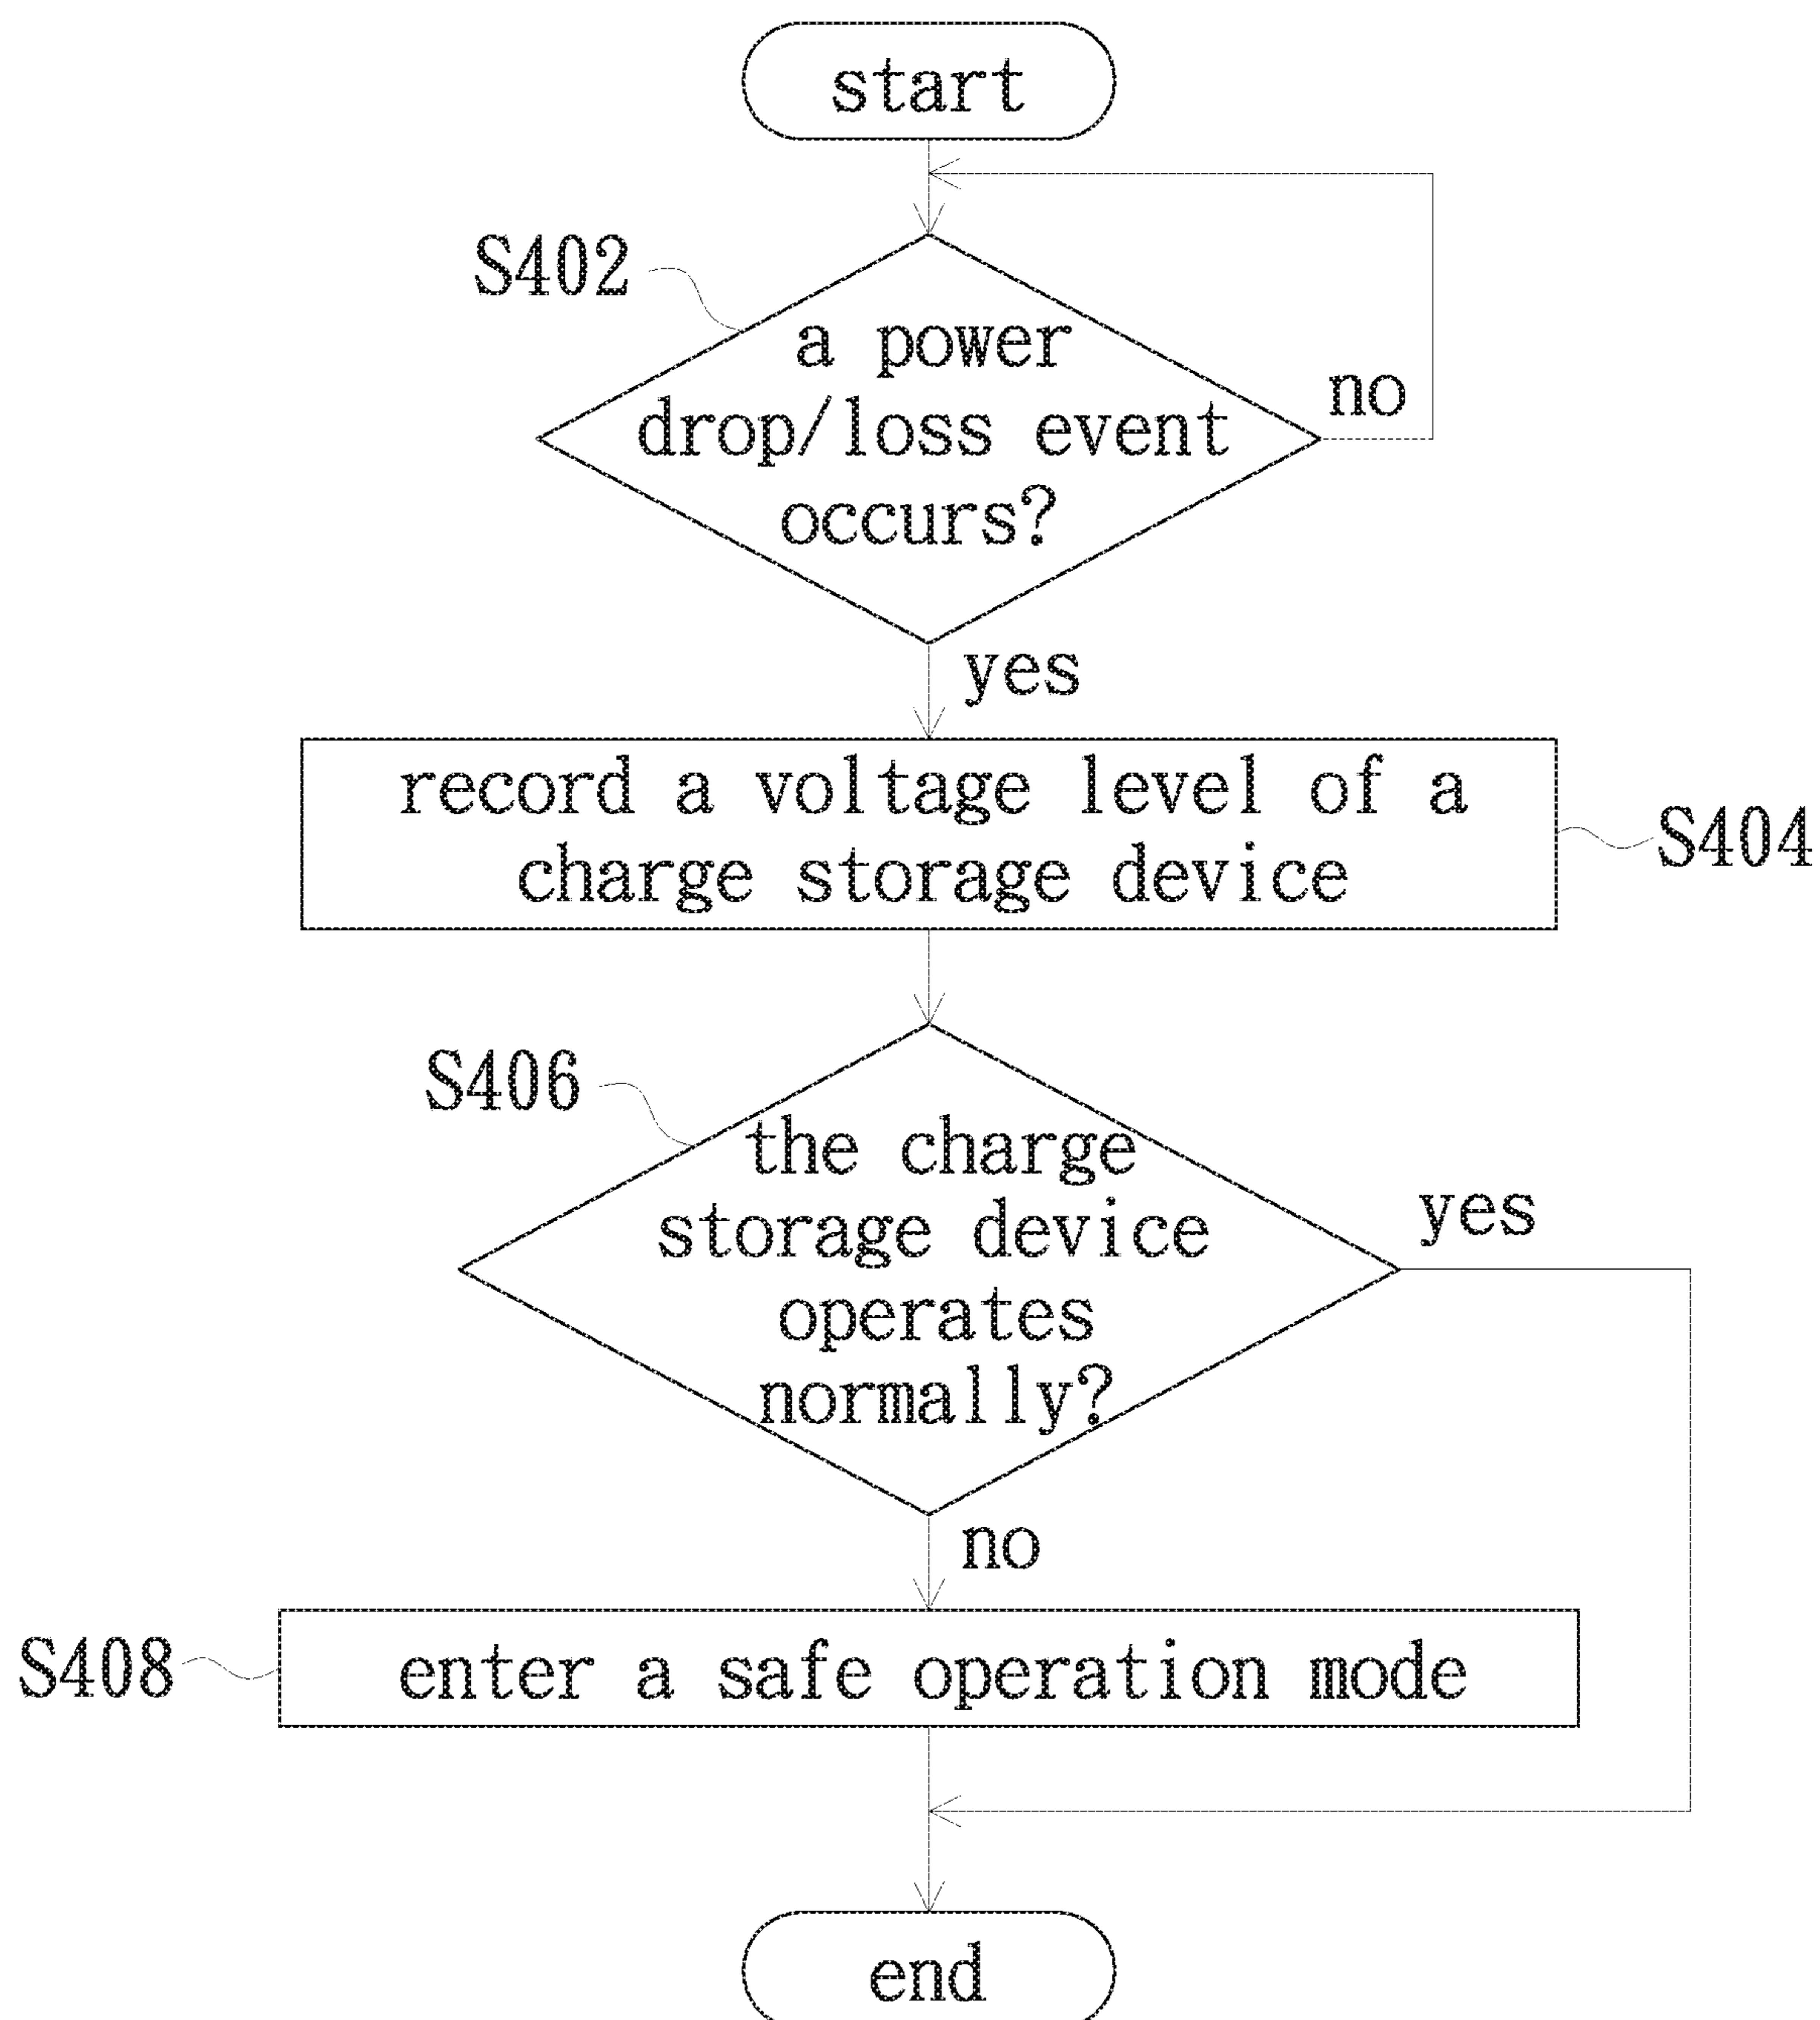 start
S402
a power
drop/loss event
occurs?
no
yes
record a voltage level of a
charge storage device
S404
S406
the charge
storage device
operates
normally?
yes
no
S408
enter a safe operation mode
end